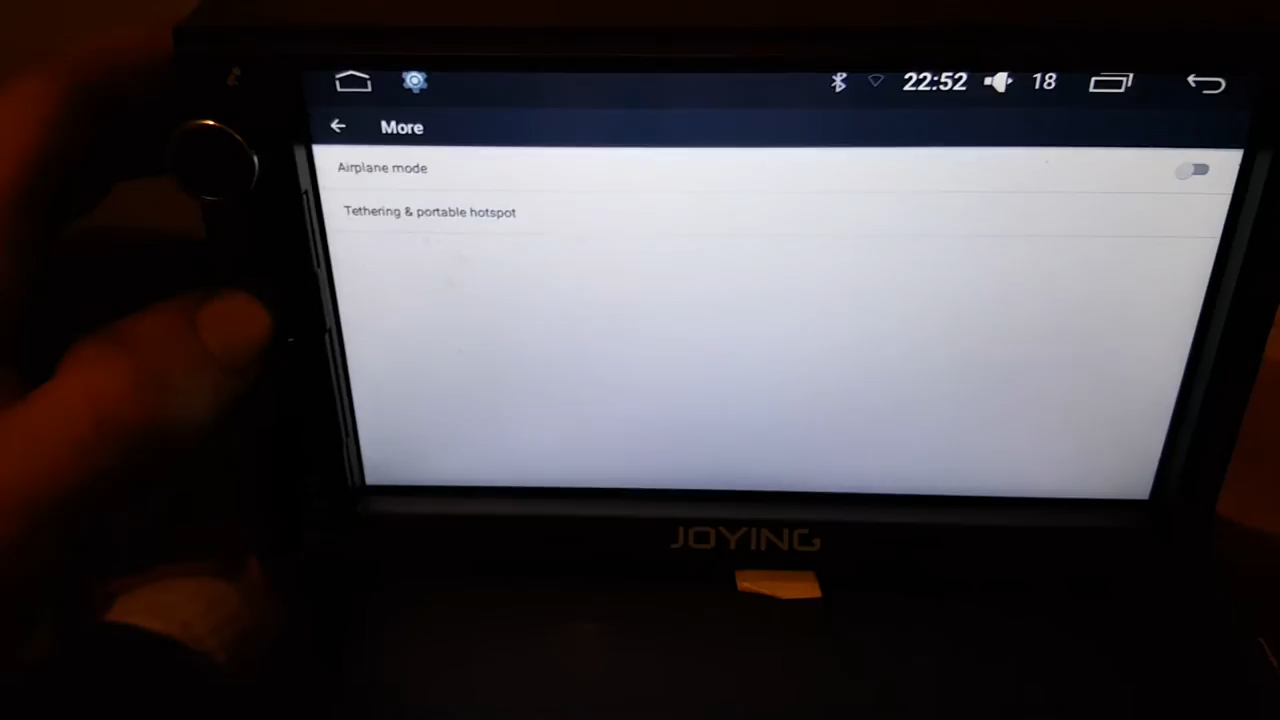 22:52 18
More
Airplane mode
Tethering & portable hotspot
JOYING